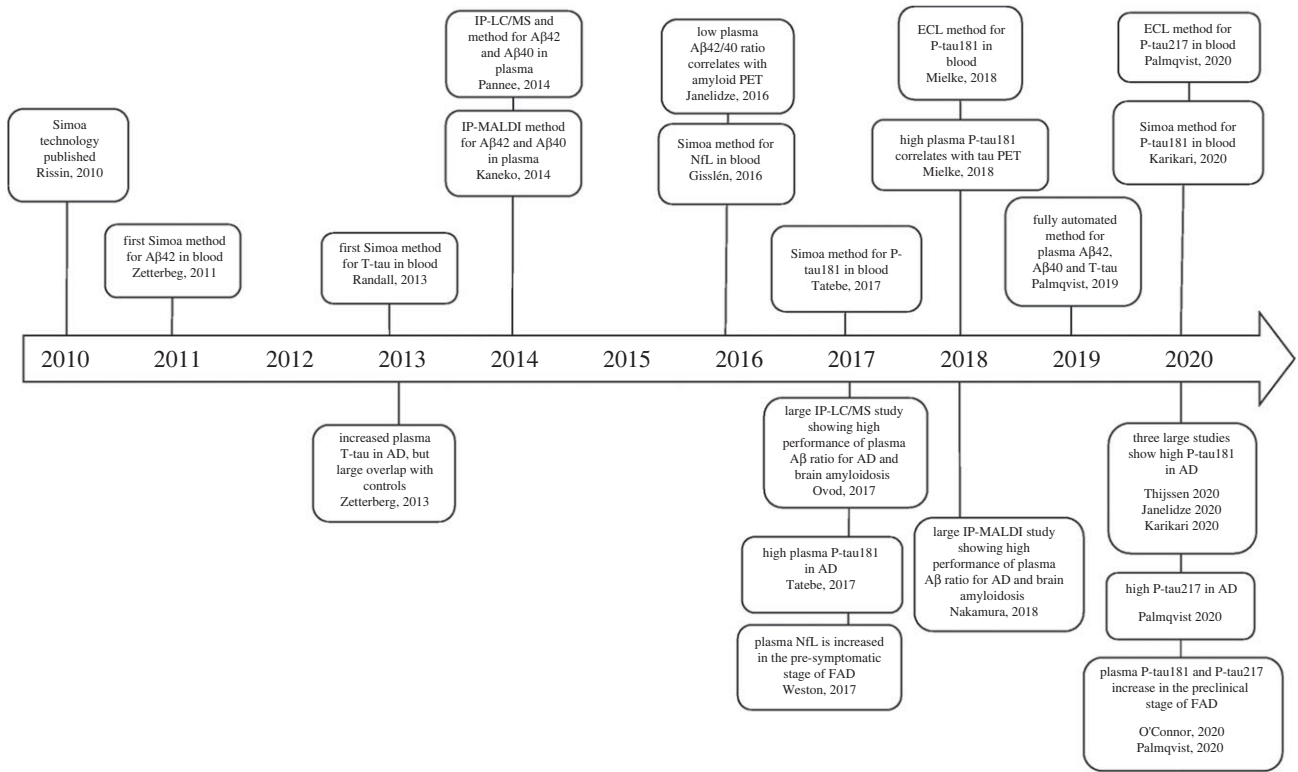 IP-LC/MS and
method for Aβ42
and Aβ40 in
plasma
Pannee, 2014
low plasma
Aβ42/40 ratio
correlates with
amyloid PET
Janelidze, 2016
ECL method for
P-tau181 in
blood
Mielke, 2018
ECL method for
P-tau217 in blood
Palmqvist, 2020
Simoa
technology
published
Rissin, 2010
IP-MALDI method
for Aβ42 and Aβ40
in plasma
Kaneko, 2014
Simoa method for
NfL in blood
Gisslén, 2016
high plasma P-tau181
correlates with tau PET
Mielke, 2018
Simoa method for
P-tau181 in blood
Karikari, 2020
first Simoa method
for Aβ42 in blood
Zetterbeg, 2011
first Simoa method
for T-tau in blood
Randall, 2013
Simoa method for P-
tau181 in blood
Tatebe, 2017
fully automated
method for
plasma Aβ42,
Aβ40 and T-tau
Palmqvist, 2019
2010 2011 2012 2013 2014 2015 2016 2017 2018 2019 2020
increased plasma
T-tau in AD, but
large overlap with
controls
Zetterberg, 2013
large IP-LC/MS study
showing high
performance of plasma
Aβ ratio for AD and
brain amyloidosis
Ovod, 2017
high plasma P-tau181
in AD
Tatebe, 2017
plasma NfL is increased
in the pre-symptomatic
stage of FAD
Weston, 2017
large IP-MALDI study
showing high
performance of plasma
Aβ ratio for AD and brain
amyloidosis
Nakamura, 2018
three large studies
show high P-tau181
in AD
Thijssen 2020
Janelidze 2020
Karikari 2020
high P-tau217 in AD
Palmqvist 2020
plasma P-tau181 and P-tau217
increase in the preclinical
stage of FAD
O'Connor, 2020
Palmqvist, 2020